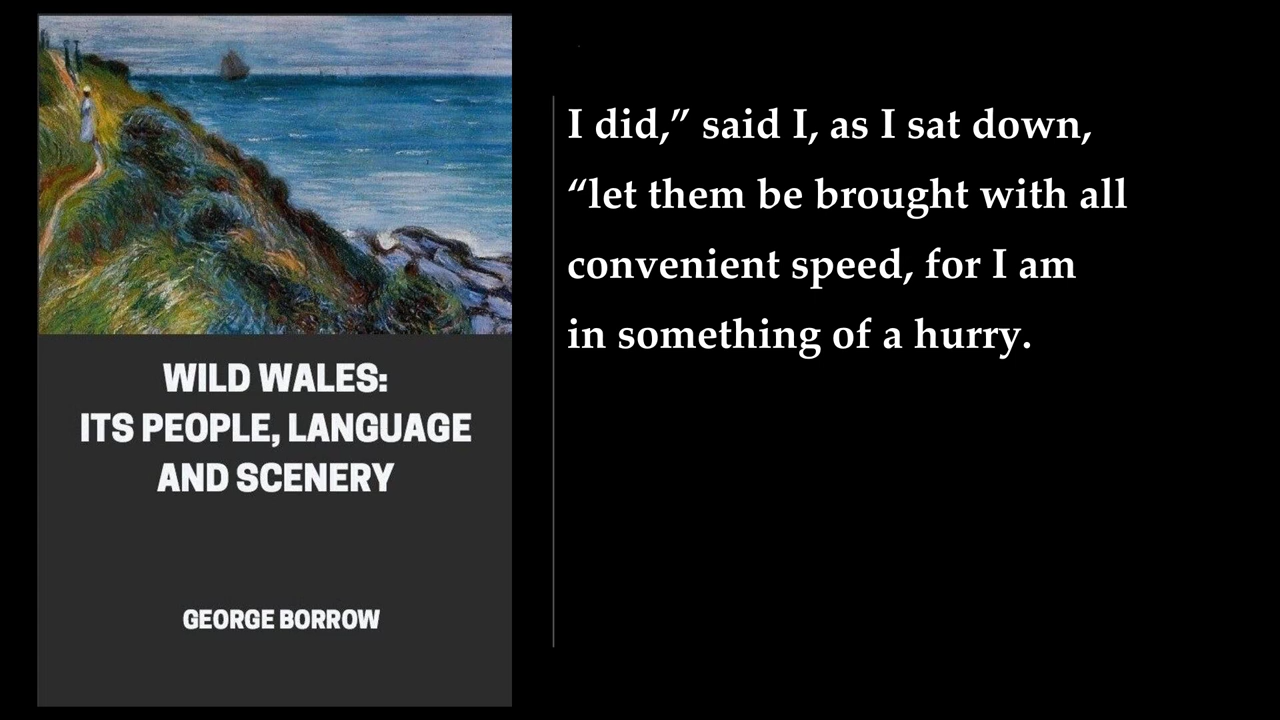 WILD WALES:
ITS PEOPLE, LANGUAGE
AND SCENERY
GEORGE BORROW
I did,” said I, as I sat down,
“let them be brought with all
convenient speed, for I am
in something of a hurry.